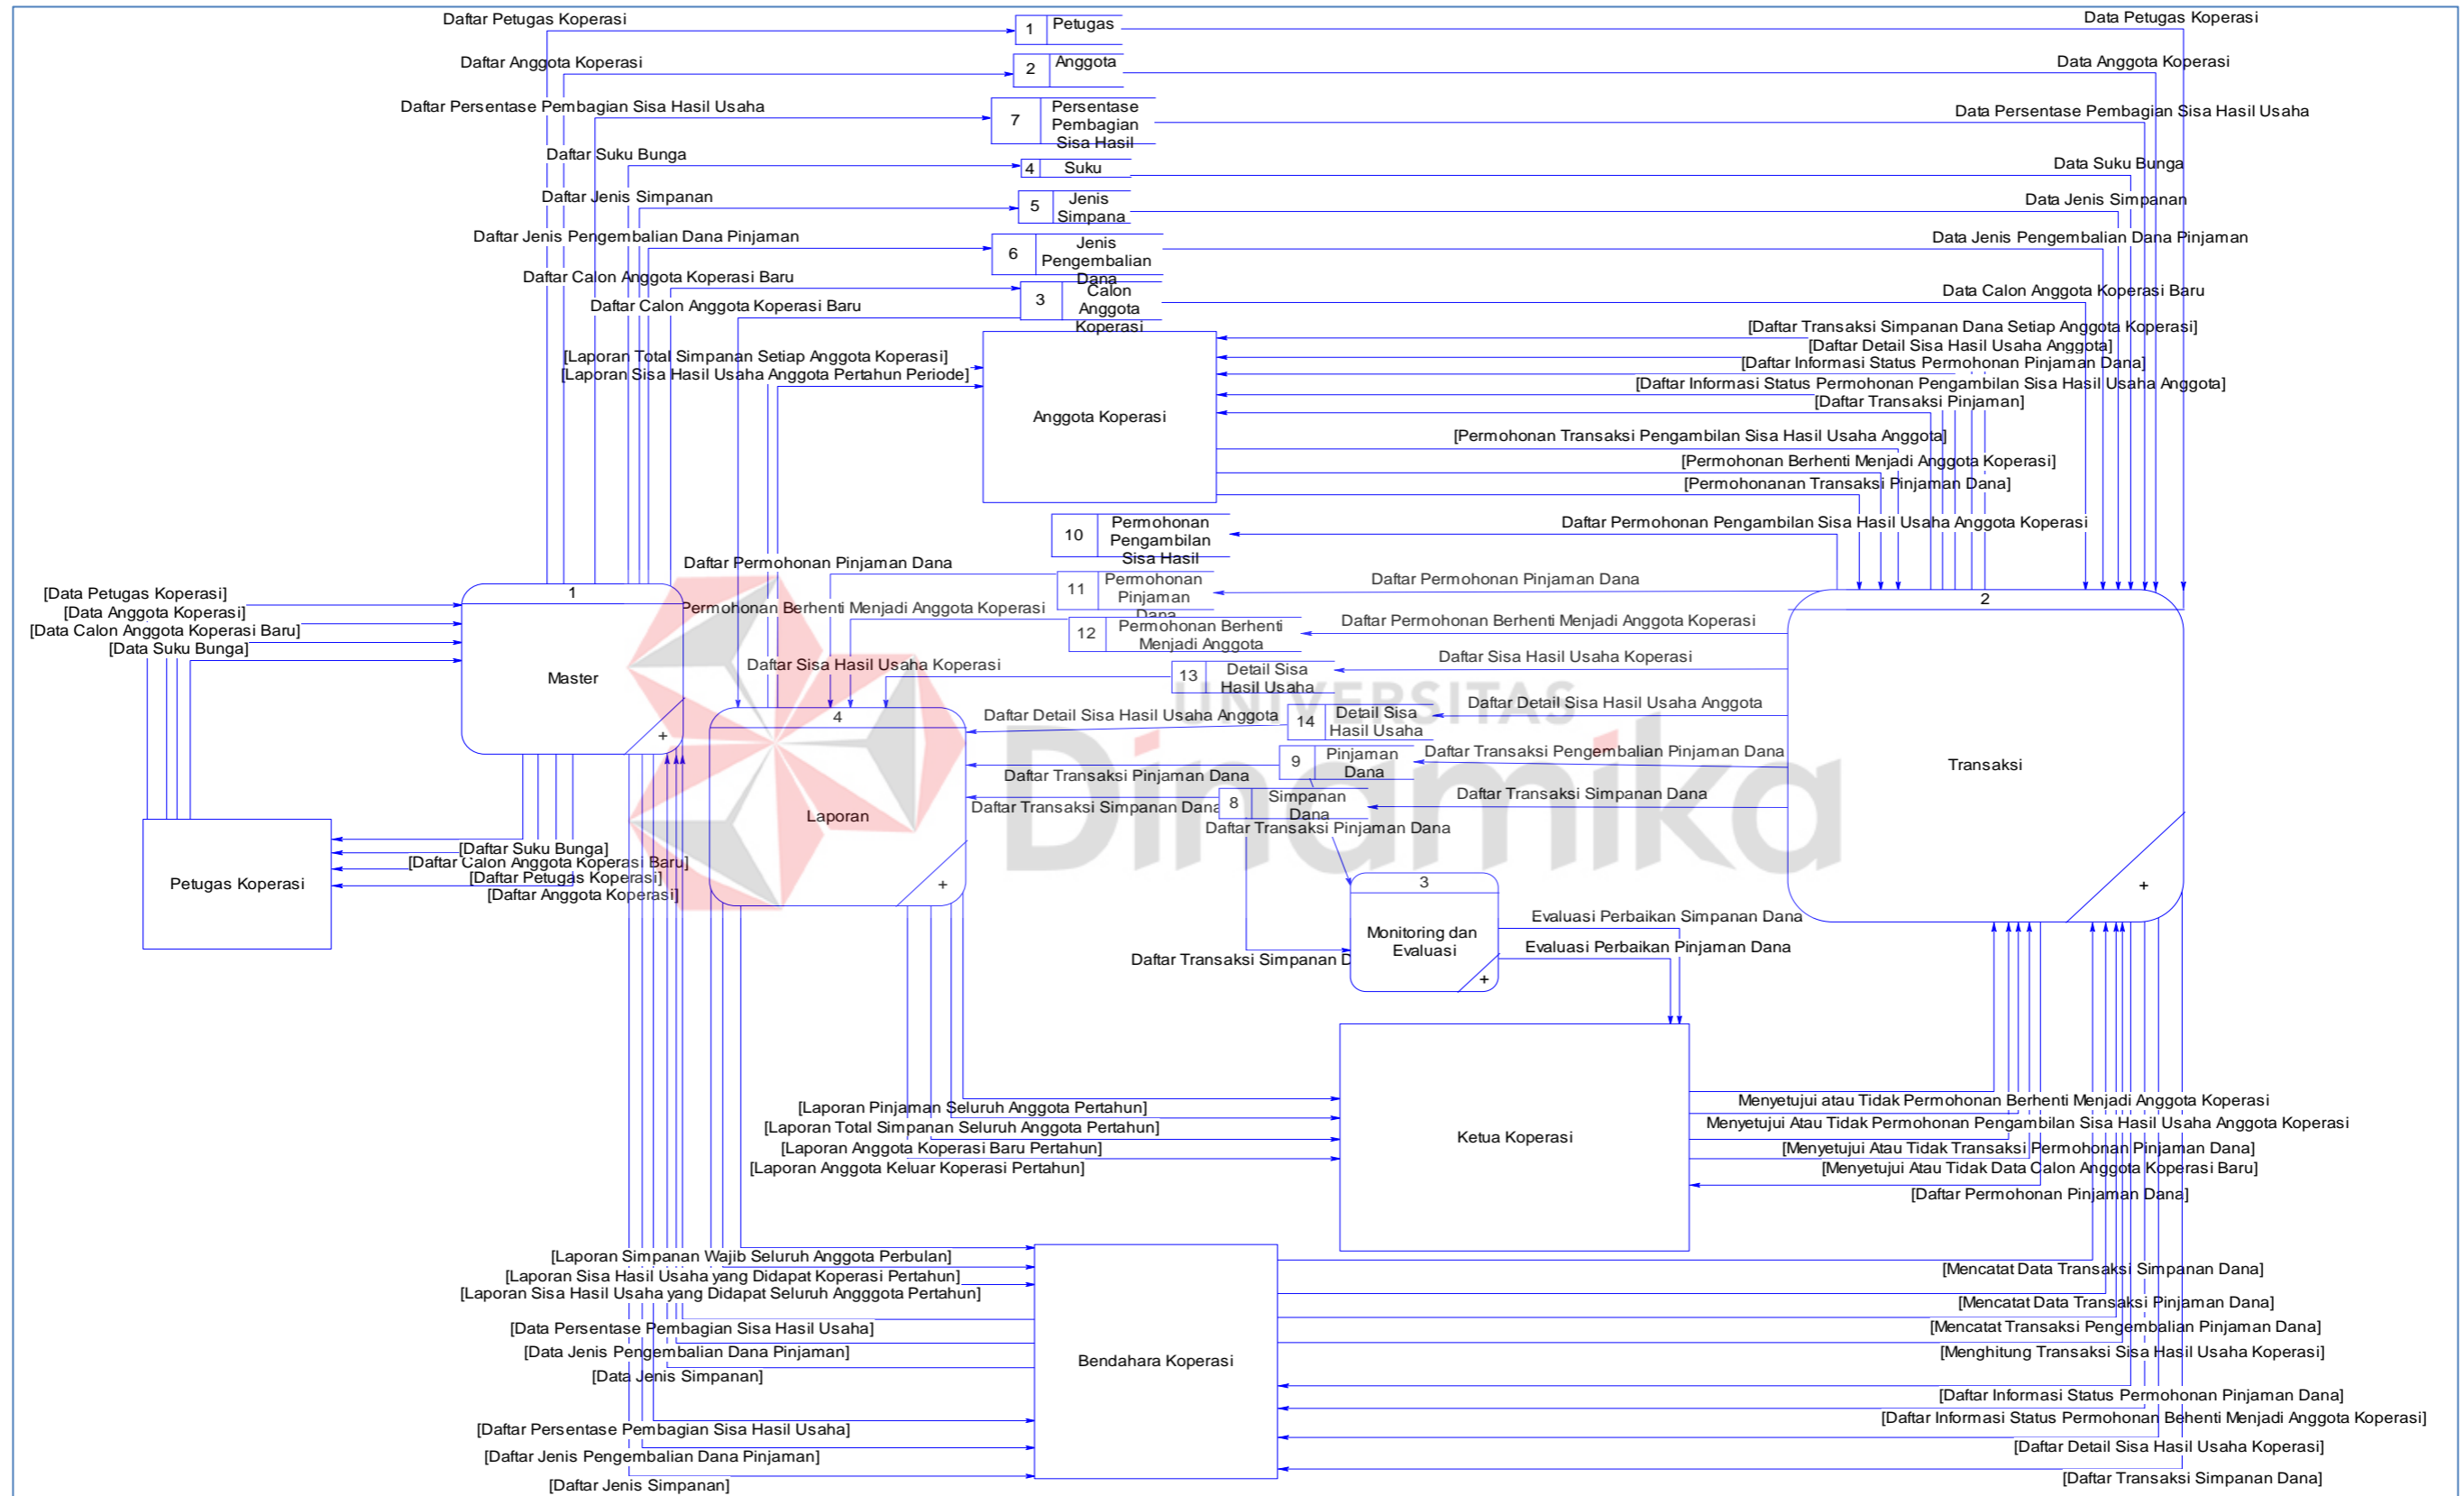 Daftar Petugas Koperasi
1 Petugas
Data Petugas Koperasi
Daftar Anggota Koperasi
2 Anggota
Data Anggota Koperasi
Daftar Persentase Pembagian Sisa Hasil Usaha
7 Persentase
Pembagian
Sisa Hasil
Data Persentase Pembagian Sisa Hasil Usaha
Daftar Suku Bunga
4 Suku
Data Suku Bunga
Daftar Jenis Simpanan
5 Jenis
Simpana
Data Jenis Simpanan
Daftar Jenis Pengembalian Dana Pinjaman
6 Jenis
Pengembalian
Dana
Data Jenis Pengembalian Dana Pinjaman
Daftar Calon Anggota Koperasi Baru
3 Calon
Anggota
Koperasi
Data Calon Anggota Koperasi Baru
Daftar Calon Anggota Koperasi Baru
[Laporan Total Simpanan Setiap Anggota Koperasi]
[Laporan Sisa Hasil Usaha Anggota Pertahun Periode]
Anggota Koperasi
[Daftar Transaksi Simpanan Dana Setiap Anggota Koperasi]
[Daftar Detail Sisa Hasil Usaha Anggota]
[Daftar Informasi Status Permohonan Pinjaman Dana]
[Daftar Informasi Status Permohonan Pengambilan Sisa Hasil Usaha Anggota]
[Daftar Transaksi Pinjaman]
[Permohonan Transaksi Pengambilan Sisa Hasil Usaha Anggota]
[Permohonan Berhenti Menjadi Anggota Koperasi]
[Permohonanan Transaksi Pinjaman Dana]
10 Permohonan
Pengambilan
Sisa Hasil
Daftar Permohonan Pengambilan Sisa Hasil Usaha Anggota Koperasi
Daftar Permohonan Pinjaman Dana
11 Permohonan
Pinjaman
Dana
Daftar Permohonan Pinjaman Dana
Permohonan Berhenti Menjadi Anggota Koperasi
12 Permohonan Berhenti
Menjadi Anggota
Daftar Permohonan Berhenti Menjadi Anggota Koperasi
Daftar Sisa Hasil Usaha Koperasi
13 Detail Sisa
Hasil Usaha
Daftar Sisa Hasil Usaha Koperasi
Daftar Detail Sisa Hasil Usaha Anggota
14 Detail Sisa
Hasil Usaha
Daftar Detail Sisa Hasil Usaha Anggota
Daftar Transaksi Pinjaman Dana
9 Pinjaman
Dana
Daftar Transaksi Pengembalian Pinjaman Dana
Daftar Transaksi Simpanan Dana
8 Simpanan
Dana
Daftar Transaksi Simpanan Dana
Daftar Transaksi Pinjaman Dana
[Data Petugas Koperasi]
[Data Anggota Koperasi]
[Data Calon Anggota Koperasi Baru]
[Data Suku Bunga]
1
Master
+
2
Transaksi
+
4
Laporan
+
UNIVERSITAS
Dinamika
Petugas Koperasi
[Daftar Suku Bunga]
[Daftar Calon Anggota Koperasi Baru]
[Daftar Petugas Koperasi]
[Daftar Anggota Koperasi]
3
Monitoring dan
Evaluasi
+
Daftar Transaksi Simpanan D
Evaluasi Perbaikan Simpanan Dana
Evaluasi Perbaikan Pinjaman Dana
[Laporan Pinjaman Seluruh Anggota Pertahun]
[Laporan Total Simpanan Seluruh Anggota Pertahun]
[Laporan Anggota Koperasi Baru Pertahun]
[Laporan Anggota Keluar Koperasi Pertahun]
Ketua Koperasi
Menyetujui atau Tidak Permohonan Berhenti Menjadi Anggota Koperasi
Menyetujui Atau Tidak Permohonan Pengambilan Sisa Hasil Usaha Anggota Koperasi
[Menyetujui Atau Tidak Transaksi Permohonan Pinjaman Dana]
[Menyetujui Atau Tidak Data Calon Anggota Koperasi Baru]
[Daftar Permohonan Pinjaman Dana]
[Laporan Simpanan Wajib Seluruh Anggota Perbulan]
[Laporan Sisa Hasil Usaha yang Didapat Koperasi Pertahun]
[Laporan Sisa Hasil Usaha yang Didapat Seluruh Angggota Pertahun]
[Data Persentase Pembagian Sisa Hasil Usaha]
[Data Jenis Pengembalian Dana Pinjaman]
[Data Jenis Simpanan]
[Daftar Persentase Pembagian Sisa Hasil Usaha]
[Daftar Jenis Pengembalian Dana Pinjaman]
[Daftar Jenis Simpanan]
Bendahara Koperasi
[Mencatat Data Transaksi Simpanan Dana]
[Mencatat Data Transaksi Pinjaman Dana]
[Mencatat Transaksi Pengembalian Pinjaman Dana]
[Menghitung Transaksi Sisa Hasil Usaha Koperasi]
[Daftar Informasi Status Permohonan Pinjaman Dana]
[Daftar Informasi Status Permohonan Behenti Menjadi Anggota Koperasi]
[Daftar Detail Sisa Hasil Usaha Koperasi]
[Daftar Transaksi Simpanan Dana]